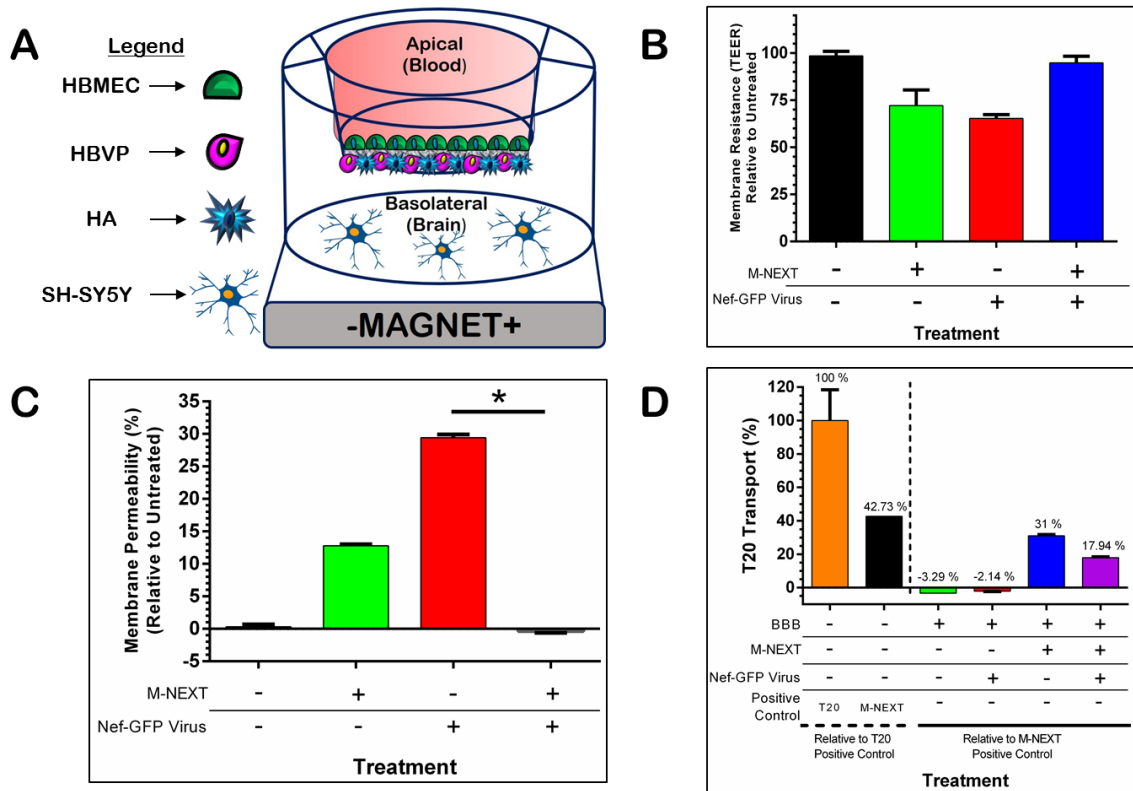 A
Legend
HBMEC
HBVP
HA
SH-SY5Y
Apical
(Blood)
Basolateral
(Brain)
-MAGNET+
B
Membrane Resistance (TEER)
Relative to Untreated
100
75
50
25
0
M-NEXT - + - +
Nef-GFP Virus - - + +
Treatment
C
Membrane Permeability (%)
(Relative to Untreated)
35
30
25
20
15
10
5
0
-5
*
M-NEXT - + - +
Nef-GFP Virus - - + +
Treatment
D
T20 Transport (%)
120
100
80
60
40
20
0
100 %
42.73 %
-3.29 %
-2.14 %
31 %
17.94 %
BBB - - + + + +
M-NEXT - - - - + +
Nef-GFP Virus - - - + - +
Positive
Control
T20 M-NEXT - - - -
Relative to T20
Positive Control
Relative to M-NEXT
Positive Control
Treatment